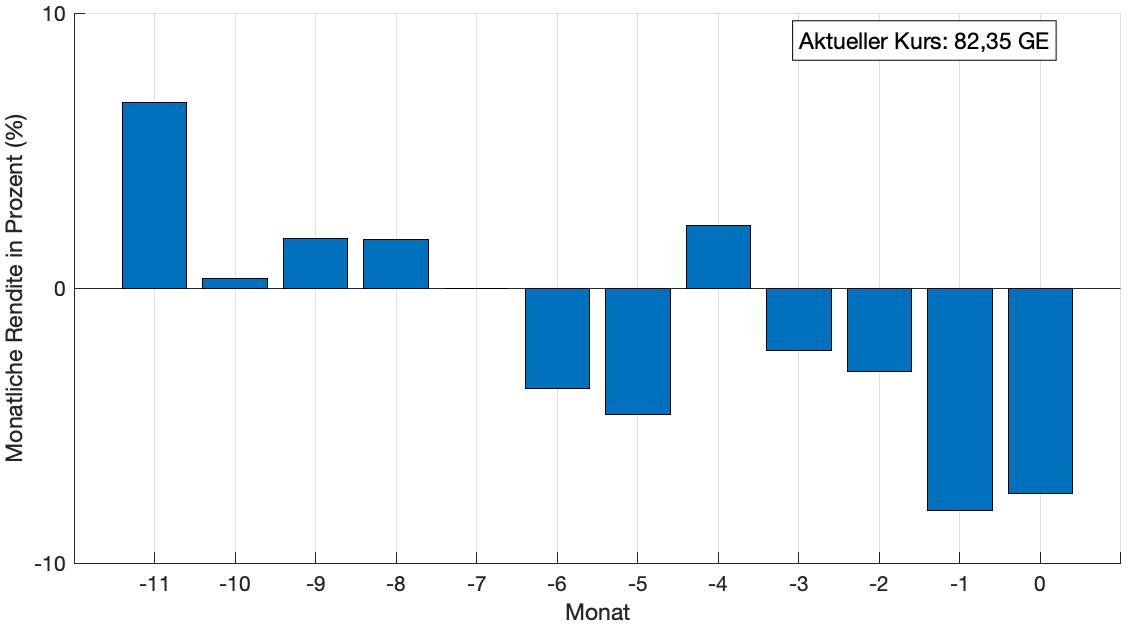 10
Aktueller Kurs: 82,35 GE
Monatliche Rendite in Prozent (%)
0
-10
-11 -10 -9 -8 -7 -6 -5 -4 -3 -2 -1 0
Monat